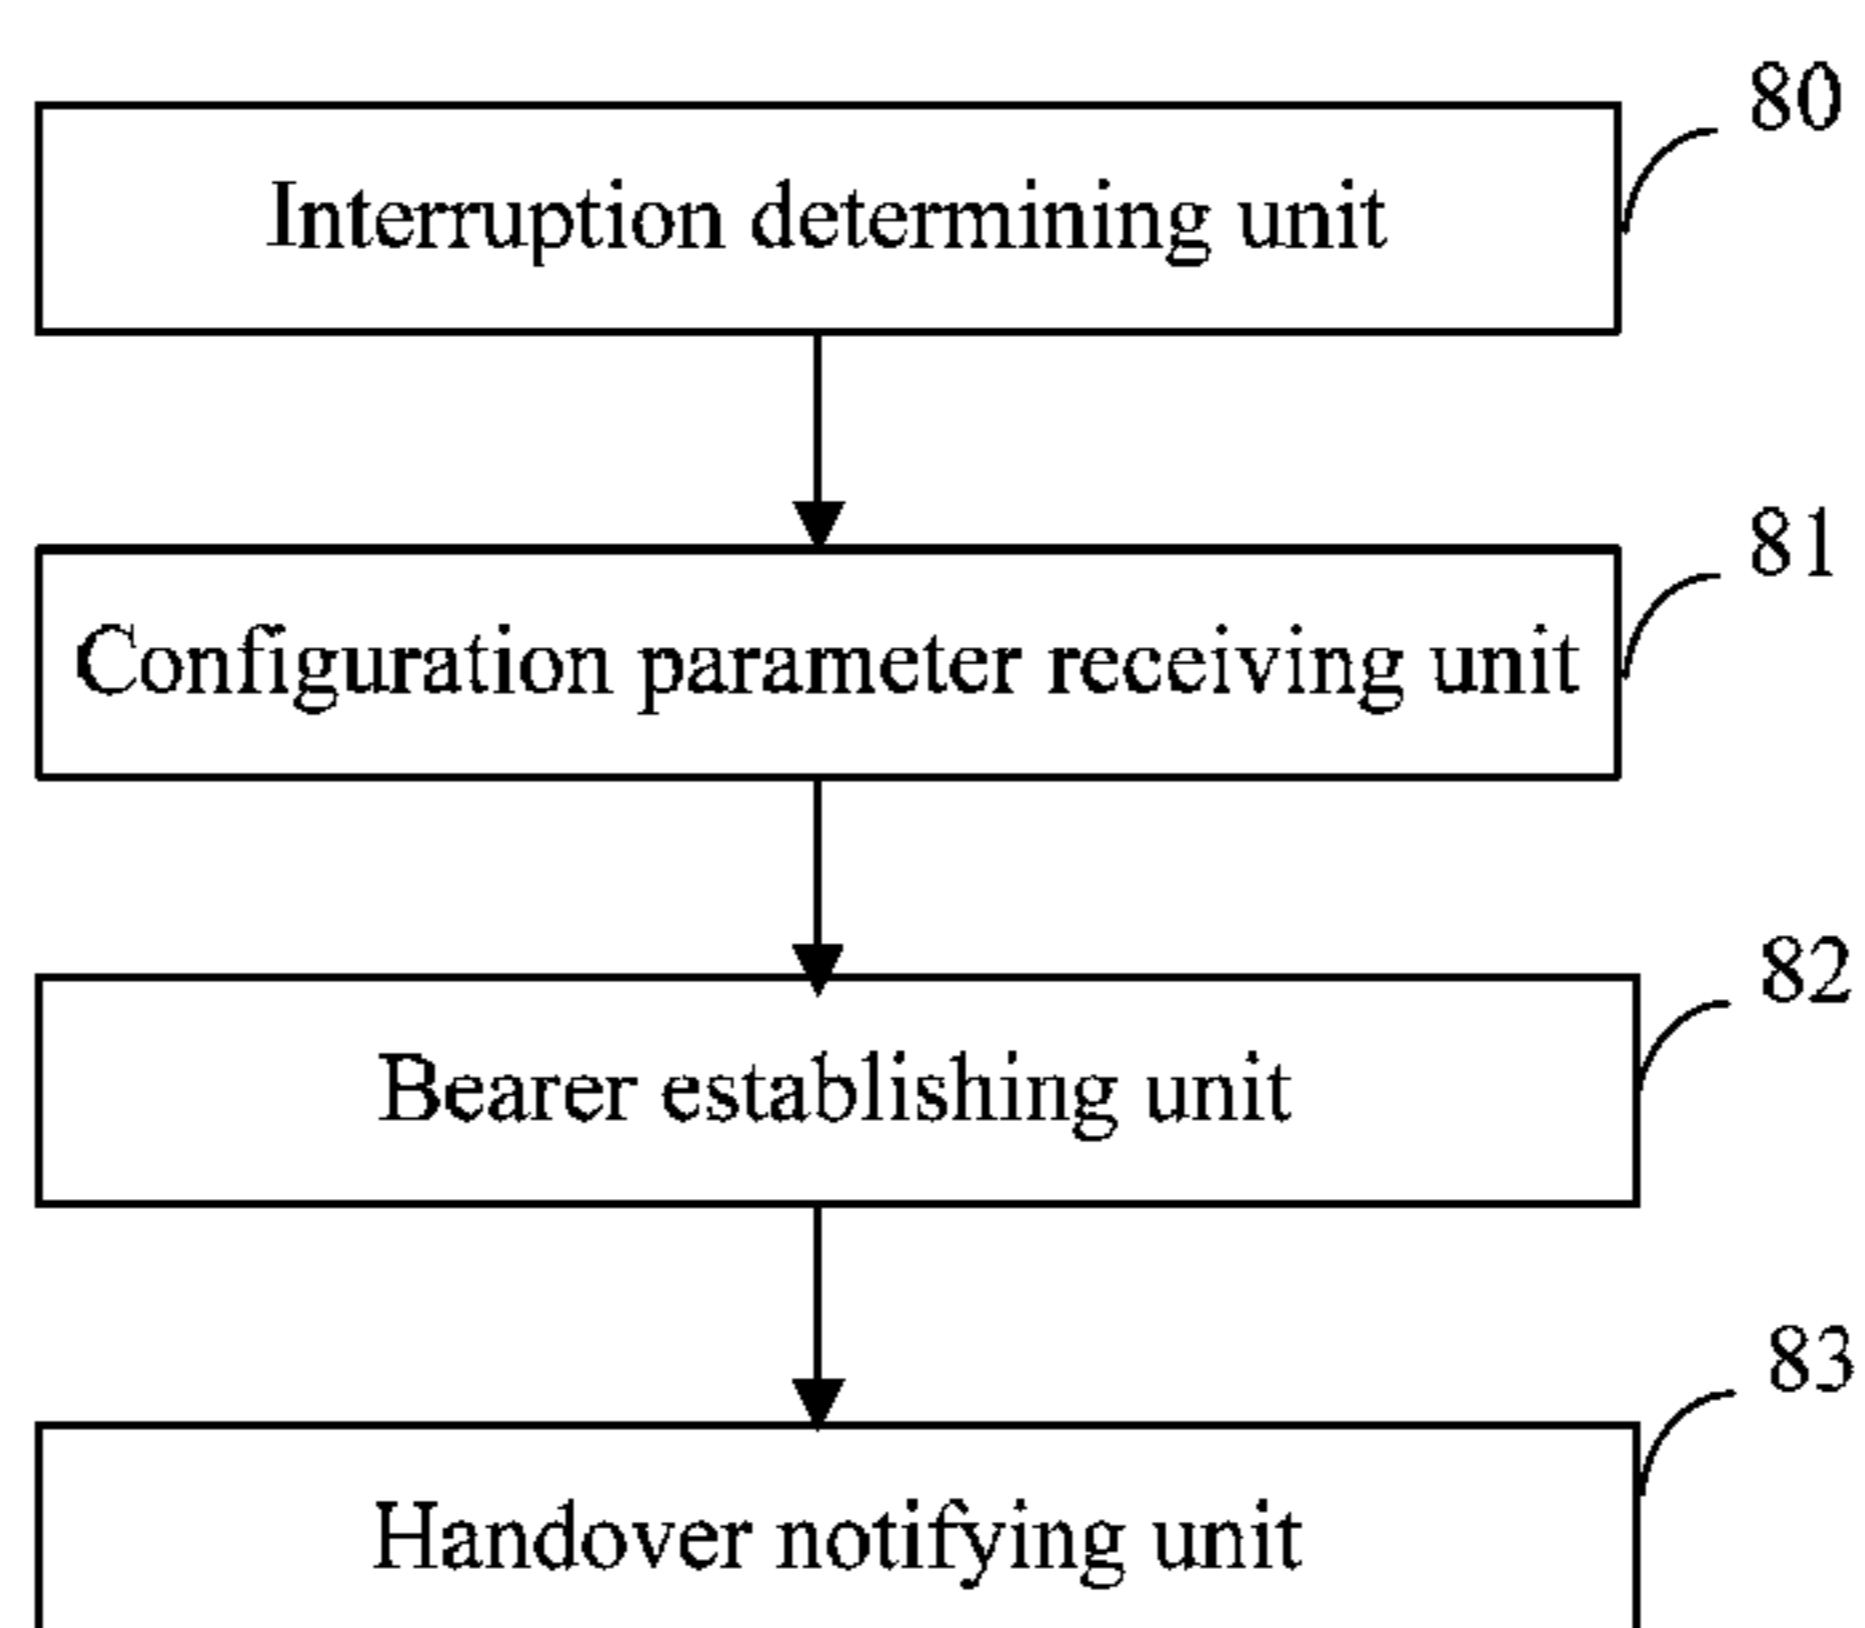 80
Interruption determining unit
81
Configuration parameter receiving unit
82
Bearer establishing unit
83
Handover notifying unit